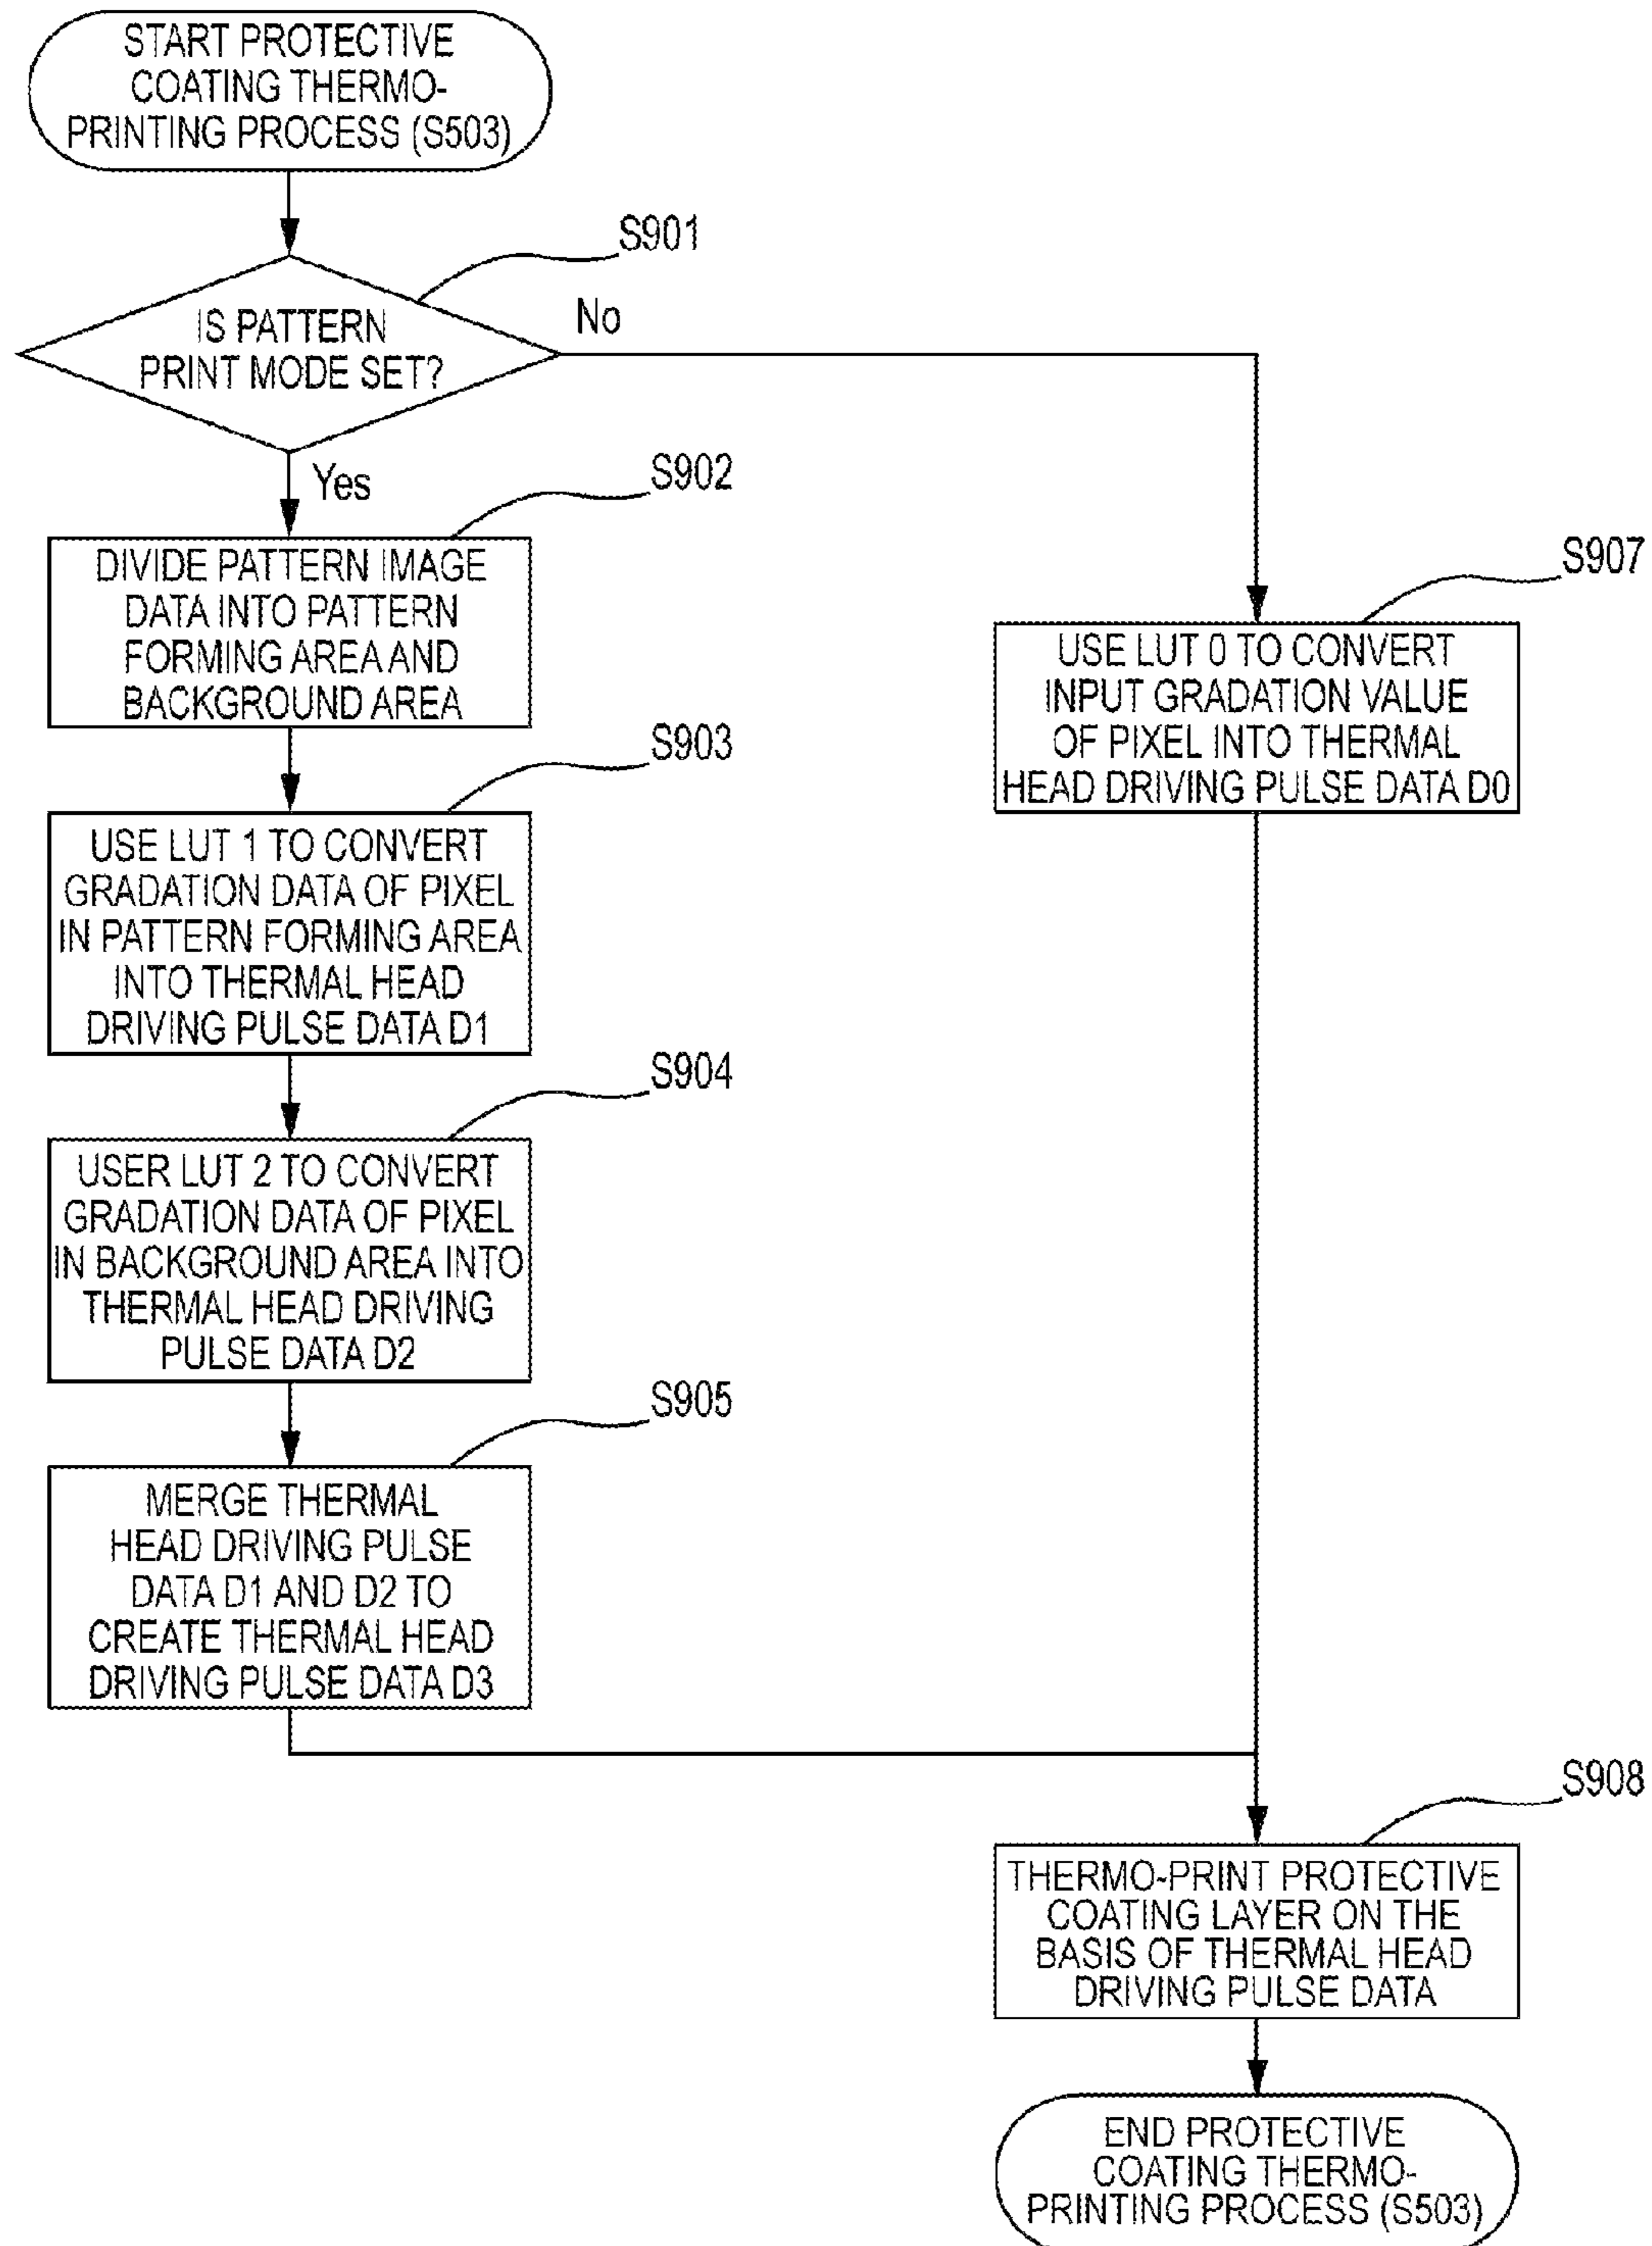 START PROTECTIVE
COATING THERMO-
PRINTING PROCESS (S503)
S901
IS PATTERN
PRINT MODE SET?
No
Yes
S902
DIVIDE PATTERN IMAGE
DATA INTO PATTERN
FORMING AREA AND
BACKGROUND AREA
S903
USE LUT 1 TO CONVERT
GRADATION DATA OF PIXEL
IN PATTERN FORMING AREA
INTO THERMAL HEAD
DRIVING PULSE DATA D1
S904
USER LUT 2 TO CONVERT
GRADATION DATA OF PIXEL
IN BACKGROUND AREA INTO
THERMAL HEAD DRIVING
PULSE DATA D2
S905
MERGE THERMAL
HEAD DRIVING PULSE
DATA D1 AND D2 TO
CREATE THERMAL HEAD
DRIVING PULSE DATA D3
S907
USE LUT 0 TO CONVERT
INPUT GRADATION VALUE
OF PIXEL INTO THERMAL
HEAD DRIVING PULSE DATA D0
S908
THERMO-PRINT PROTECTIVE
COATING LAYER ON THE
BASIS OF THERMAL HEAD
DRIVING PULSE DATA
END PROTECTIVE
COATING THERMO-
PRINTING PROCESS (S503)